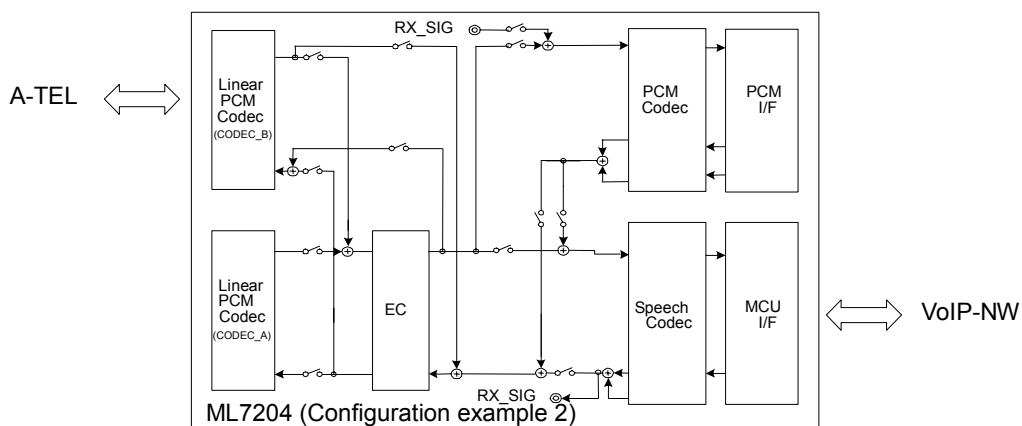 RX_SIG
A-TEL
Linear
PCM
Codec
(CODEC_B)
PCM
Codec
PCM
I/F
Linear
PCM
Codec
(CODEC_A)
EC
Speech
Codec
MCU
I/F
VoIP-NW
RX_SIG
ML7204 (Configuration example 2)